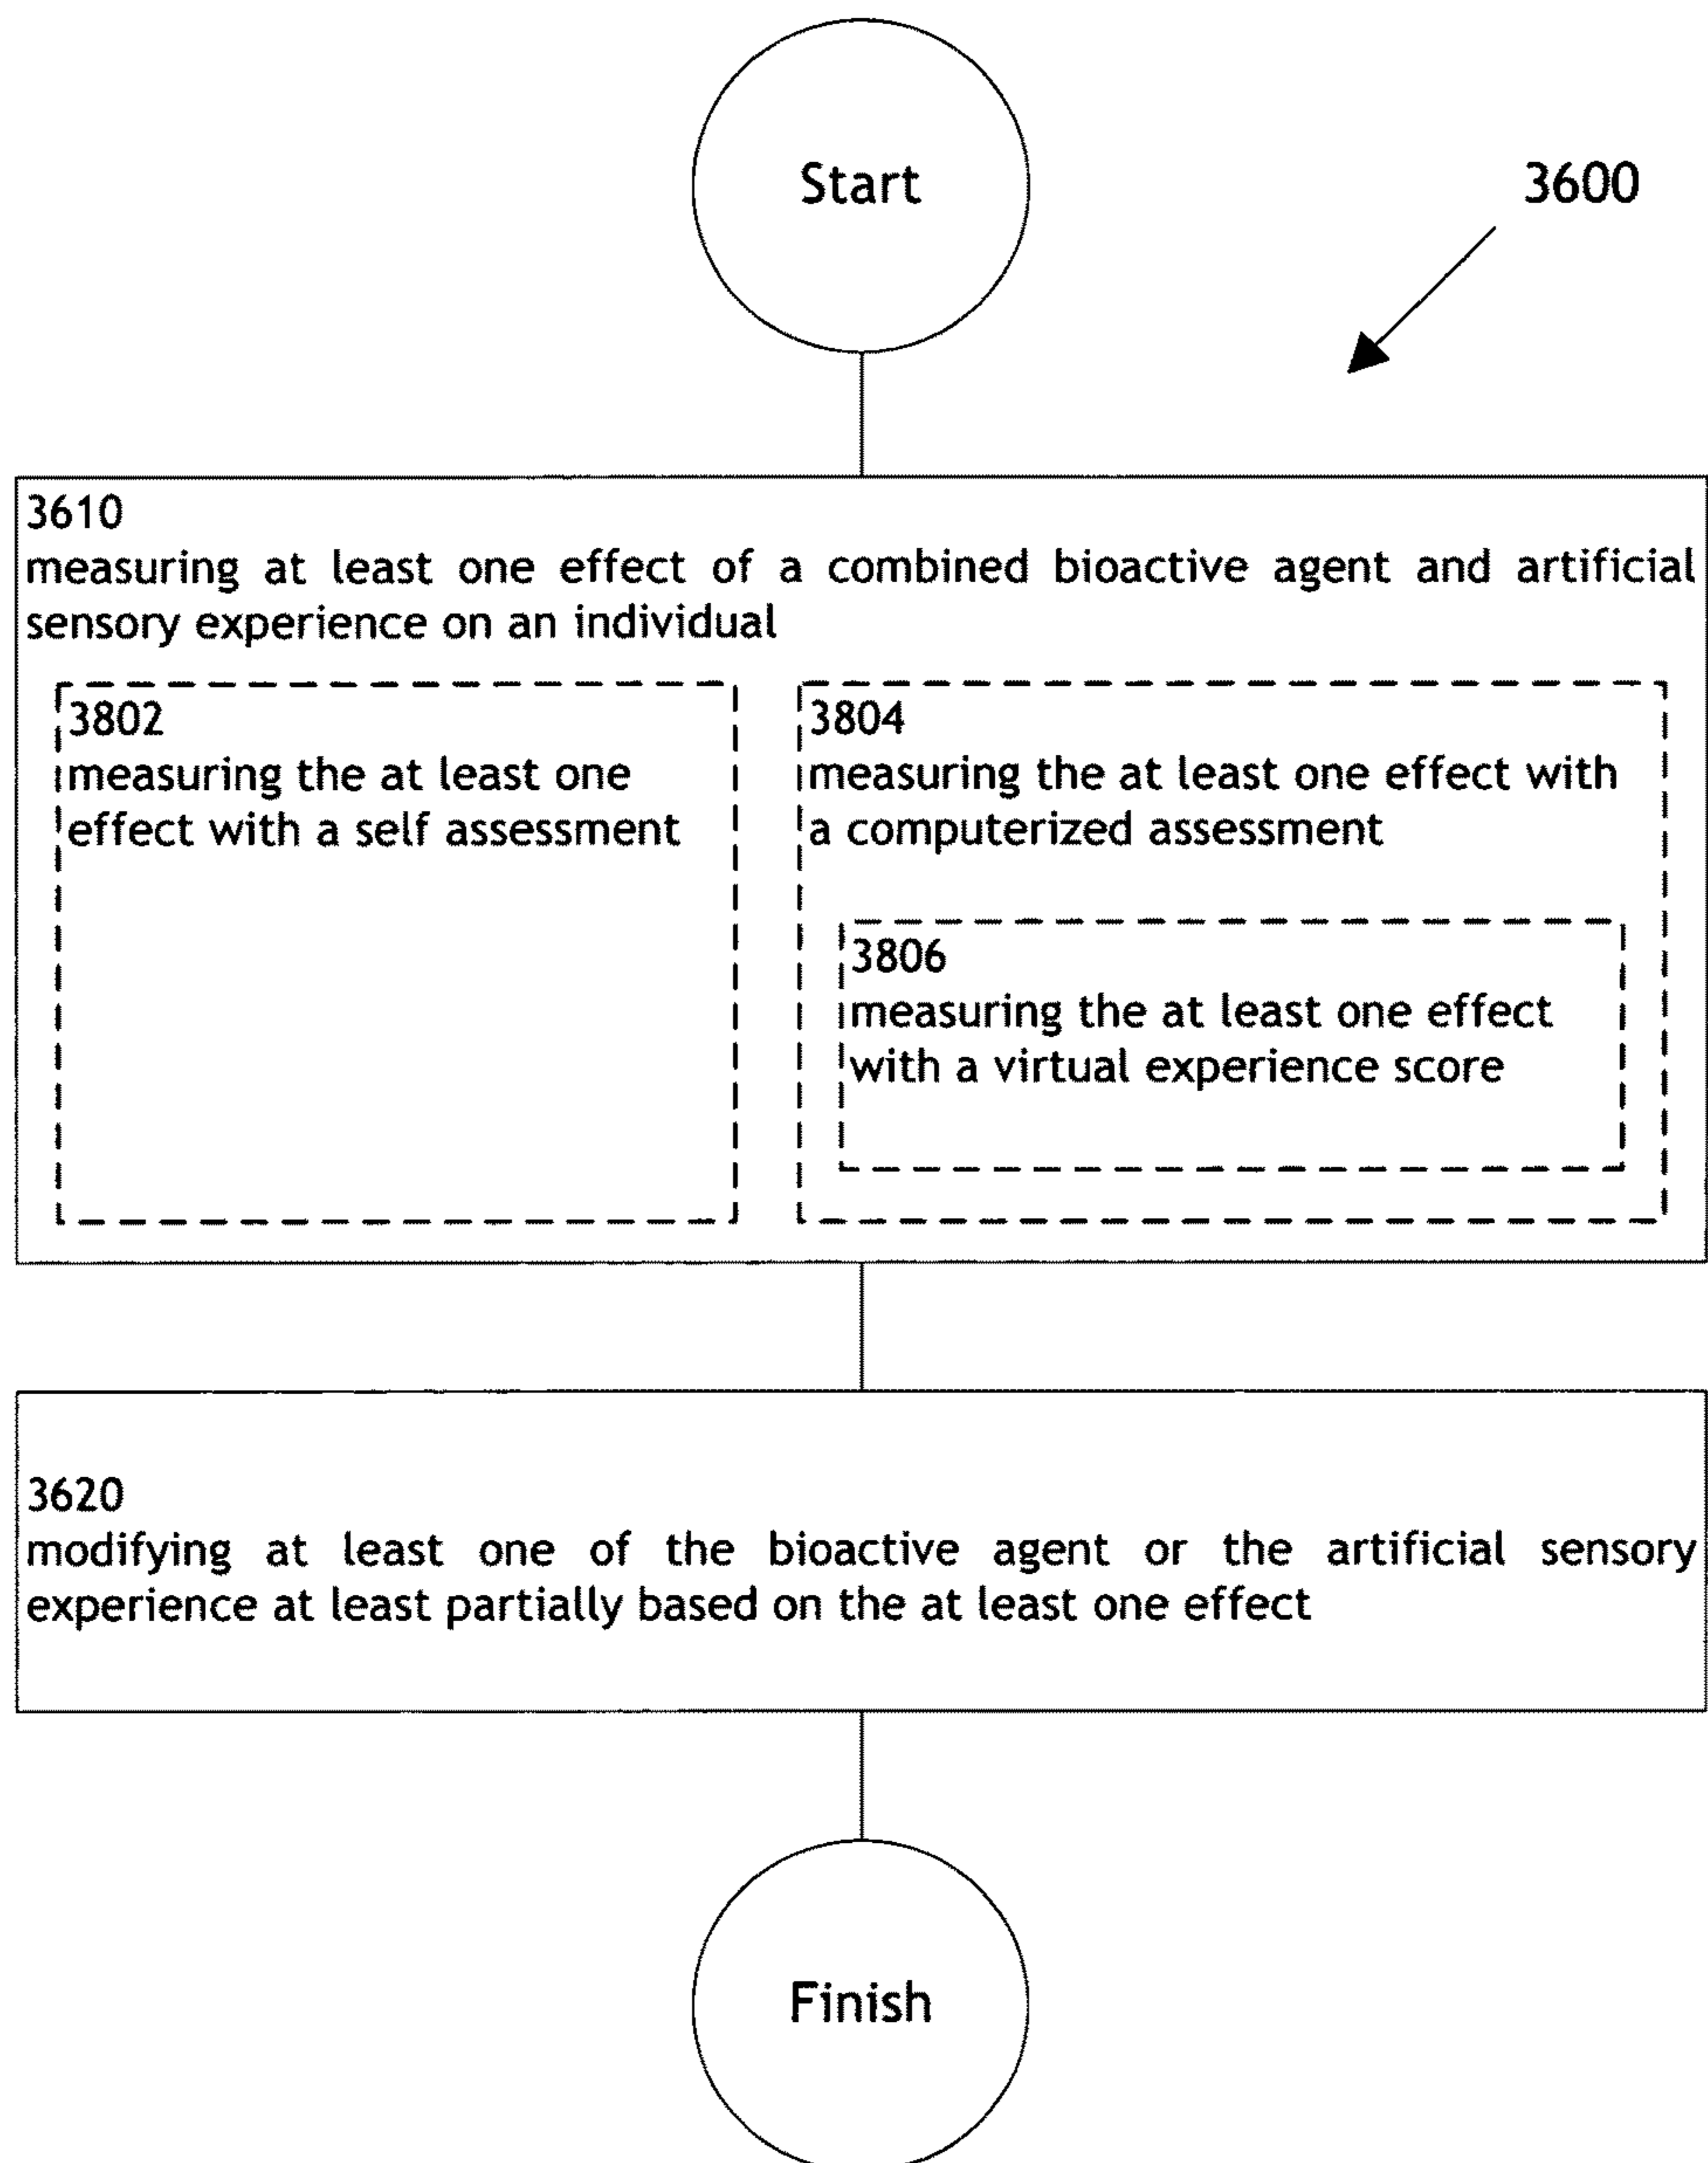 Start
3600
3610
measuring at least one effect of a combined bioactive agent and artificial
sensory experience on an individual
3802
measuring the at least one
effect with a self assessment
3804
measuring the at least one effect with
a computerized assessment
3806
measuring the at least one effect
with a virtual experience score
3620
modifying at least one of the bioactive agent or the artificial sensory
experience at least partially based on the at least one effect
Finish